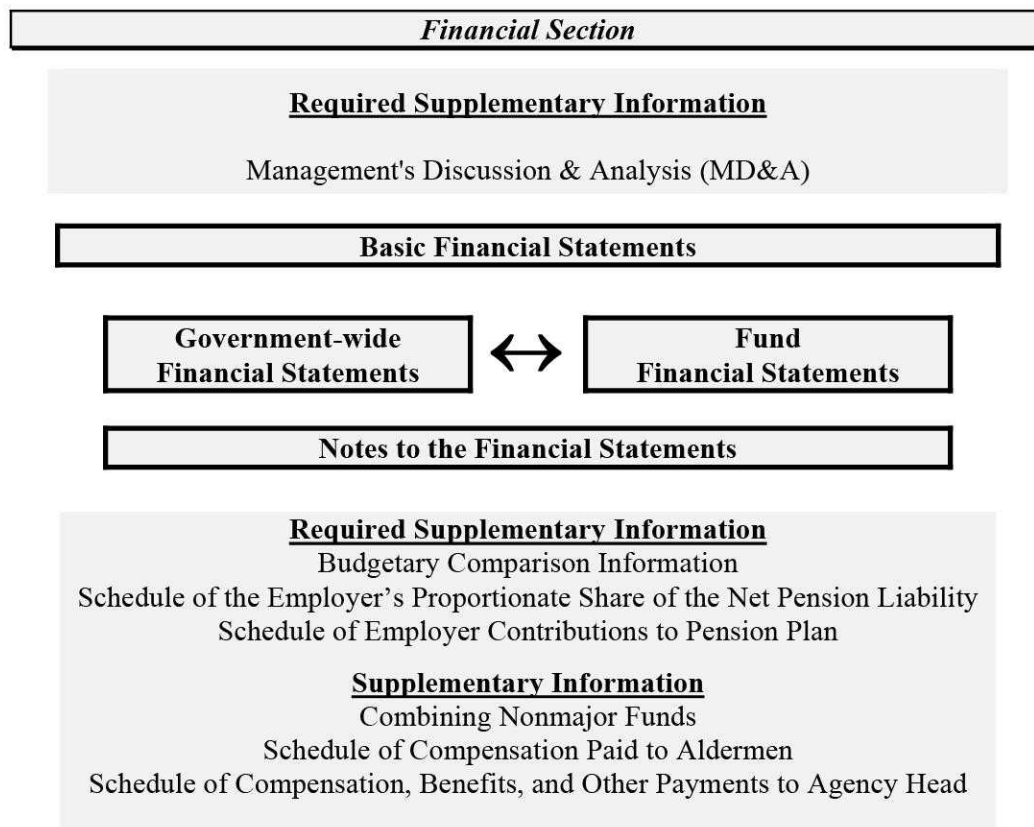 Financial Section
Required Supplementary Information
Management's Discussion & Analysis (MD&A)
Basic Financial Statements
Government-wide
Financial Statements
Fund
Financial Statements
Notes to the Financial Statements
Required Supplementary Information
Budgetary Comparison Information
Schedule of the Employer’s Proportionate Share of the Net Pension Liability
Schedule of Employer Contributions to Pension Plan
Supplementary Information
Combining Nonmajor Funds
Schedule of Compensation Paid to Aldermen
Schedule of Compensation, Benefits, and Other Payments to Agency Head